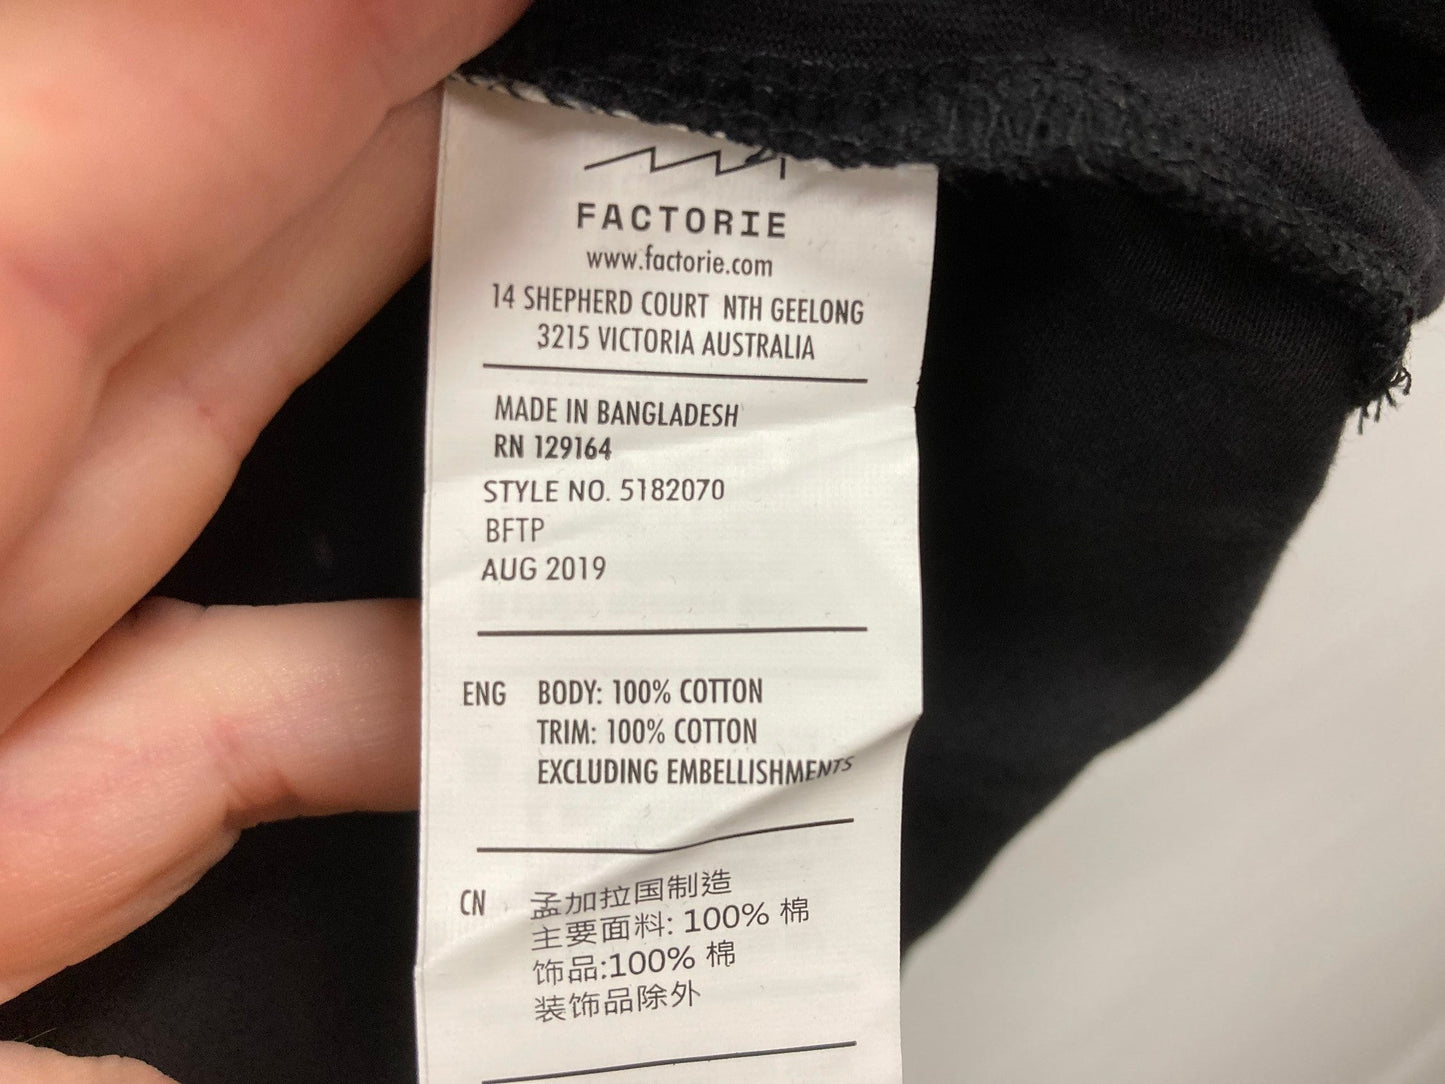 FACTORIE
www.factorie.com
14 SHEPHERD COURT NTH GEELONG
3215 VICTORIA AUSTRALIA
MADE IN BANGLADESH
RN 129164
STYLE NO. 5182070
BFTP
AUG 2019
ENG BODY: 100% COTTON
TRIM: 100% COTTON
EXCLUDING EMBELLISHMENTS
CN 孟加拉国制造
主要面料: 100% 棉
饰品:100% 棉
装饰品除外